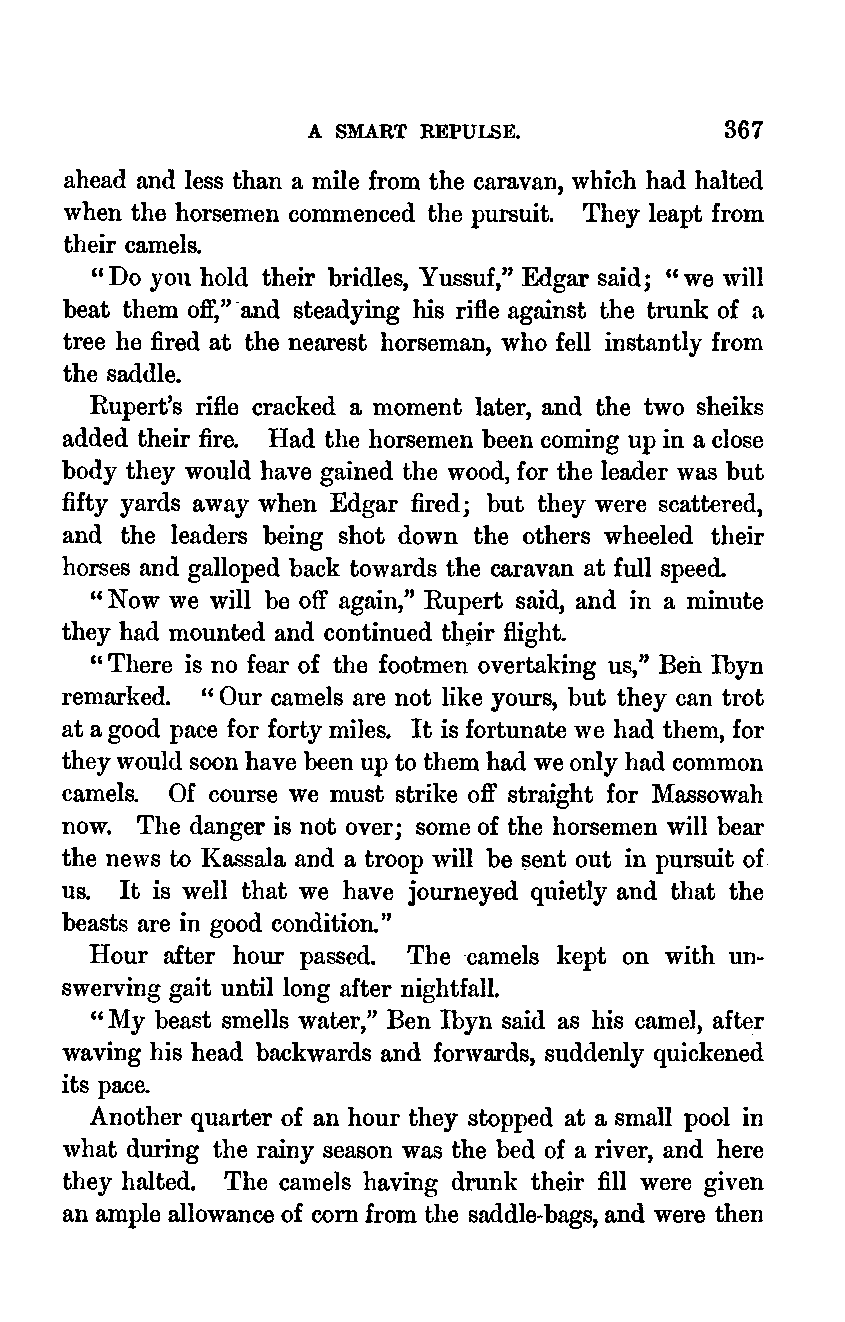 A SMART REPULSE. 367
ahead and less than a mile from the caravan, which had halted
when the horsemen commenced the pursuit. They leapt from
their camels.
"Do you hold their bridles, Yussuf," Edgar said; "we will
beat them off," and steadying his rifle against the trunk of a
tree he fired at the nearest horseman, who fell instantly from
the saddle.
Rupert's rifle cracked a moment later, and the two sheiks
added their fire. Had the horsemen been coming up in a close
body they would have gained the wood, for the leader was but
fifty yards away when Edgar fired; but they were scattered,
and the leaders being shot down the others wheeled their
horses and galloped back towards the caravan at full speed.
"Now we will be off again," Rupert said, and in a minute
they had mounted and continued their flight.
"There is no fear of the footmen overtaking us," Ben Ibyn
remarked. "Our camels are not like yours, but they can trot
at a good pace for forty miles. It is fortunate we had them, for
they would soon have been up to them had we only had common
camels. Of course we must strike off straight for Massowah
now. The danger is not over; some of the horsemen will bear
the news to Kassala and a troop will be sent out in pursuit of
us. It is well that we have journeyed quietly and that the
beasts are in good condition."
Hour after hour passed. The camels kept on with un-
swerving gait until long after nightfall.
"My beast smells water," Ben Ibyn said as his camel, after
waving his head backwards and forwards, suddenly quickened
its pace.
Another quarter of an hour they stopped at a small pool in
what during the rainy season was the bed of a river, and here
they halted. The camels having drunk their fill were given
an ample allowance of corn from the saddle-bags, and were then